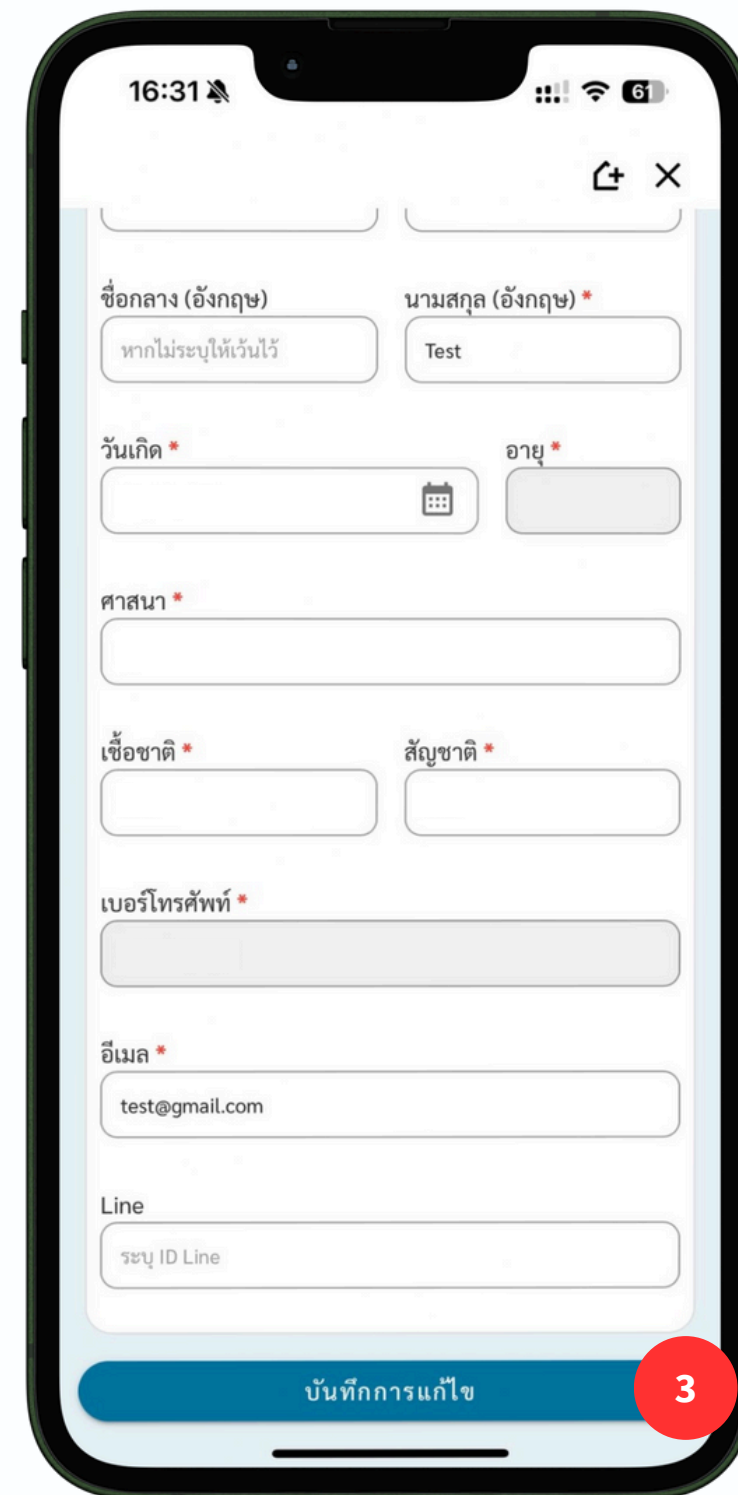 16:31
61
ชื่อกลาง (อังกฤษ) นามสกุล (อังกฤษ) *
หากไม่ระบุให้เว้นไว้ Test
วันเกิด * อายุ *
ศาสนา *
เชื้อชาติ * สัญชาติ *
เบอร์โทรศัพท์ *
อีเมล *
test@gmail.com
Line
ระบุ ID Line
บันทึกการแก้ไข
3